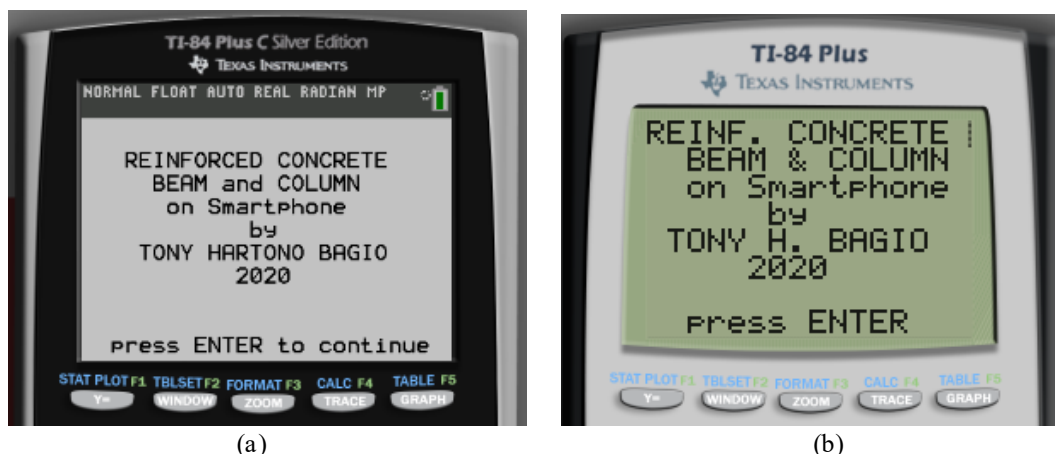 TI-84 Plus C Silver Edition
TEXAS INSTRUMENTS
NORMAL FLOAT AUTO REAL RADIAN MP
REINFORCED CONCRETE
BEAM and COLUMN
on Smartphone
by
TONY HARTONO BAGIO
2020
press ENTER to continue
STAT PLOT F1 TBLSET F2 FORMAT F3 CALC F4 TABLE F5
Y= WINDOW ZOOM TRACE GRAPH
(a)
TI-84 Plus
TEXAS INSTRUMENTS
REINF. CONCRETE
BEAM & COLUMN
on Smartphone
by
TONY H. BAGIO
2020
press ENTER
STAT PLOT F1 TBLSET F2 FORMAT F3 CALC F4 TABLE F5
Y= WINDOW ZOOM TRACE GRAPH
(b)